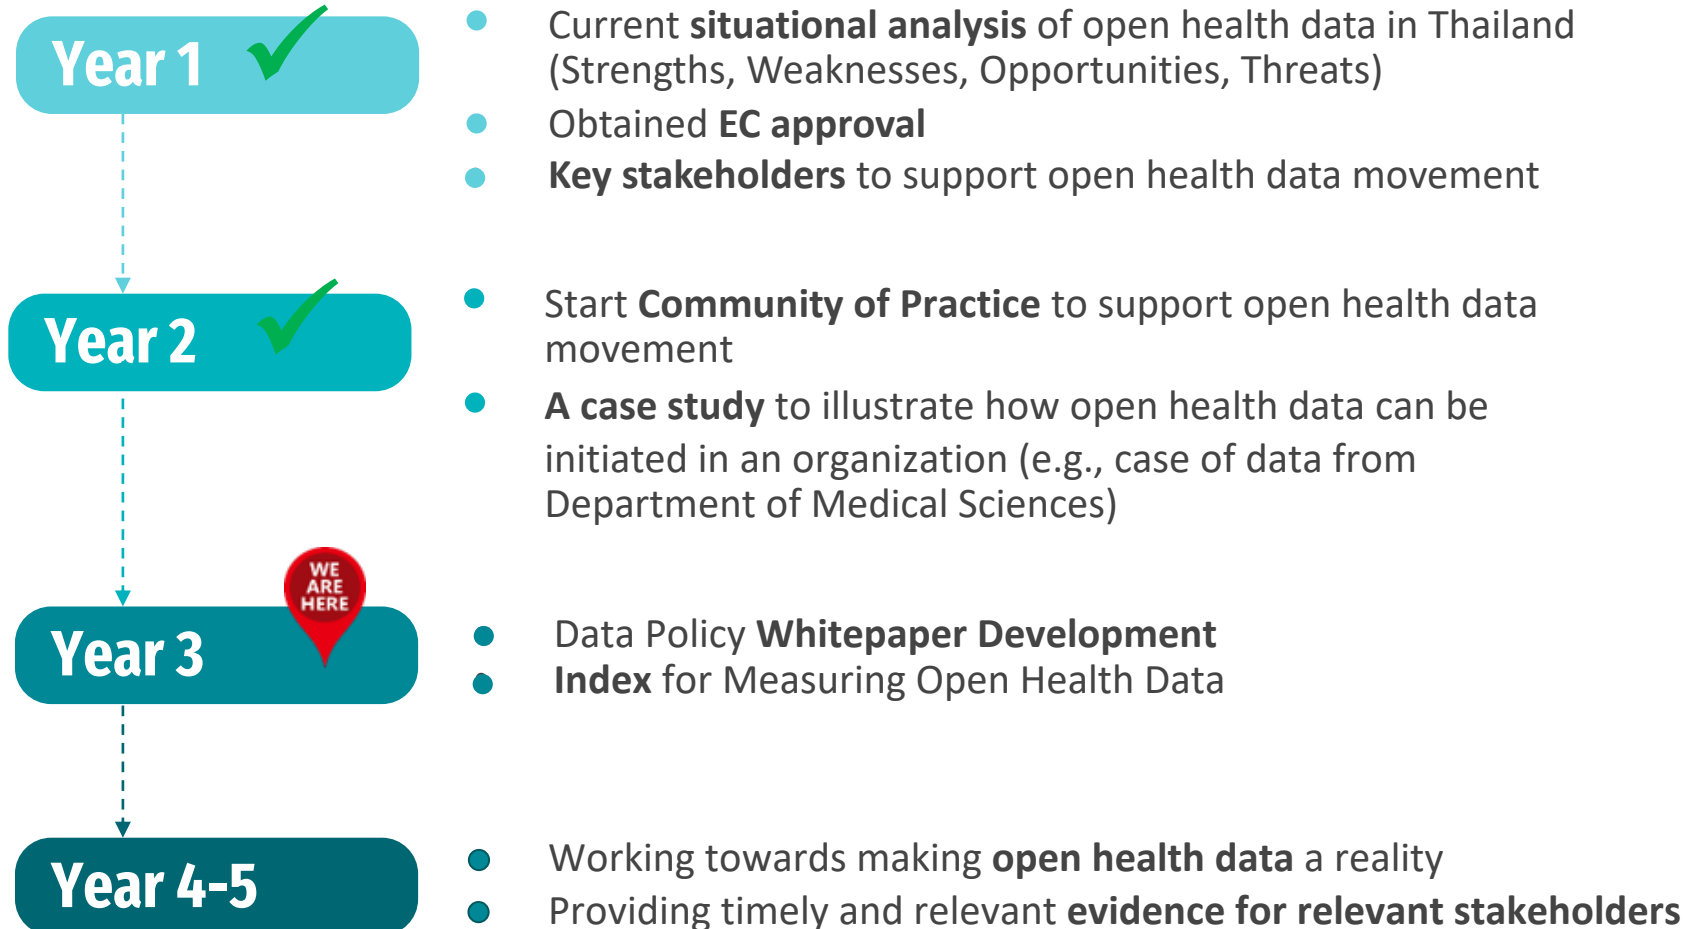 Year 1
Current situational analysis of open health data in Thailand
(Strengths, Weaknesses, Opportunities, Threats)
Obtained EC approval
Key stakeholders to support open health data movement
Year 2
Start Community of Practice to support open health data
movement
A case study to illustrate how open health data can be
initiated in an organization (e.g., case of data from
Department of Medical Sciences)
WE
ARE
HERE
Year 3
Data Policy Whitepaper Development
Index for Measuring Open Health Data
Year 4-5
Working towards making open health data a reality
Providing timely and relevant evidence for relevant stakeholders